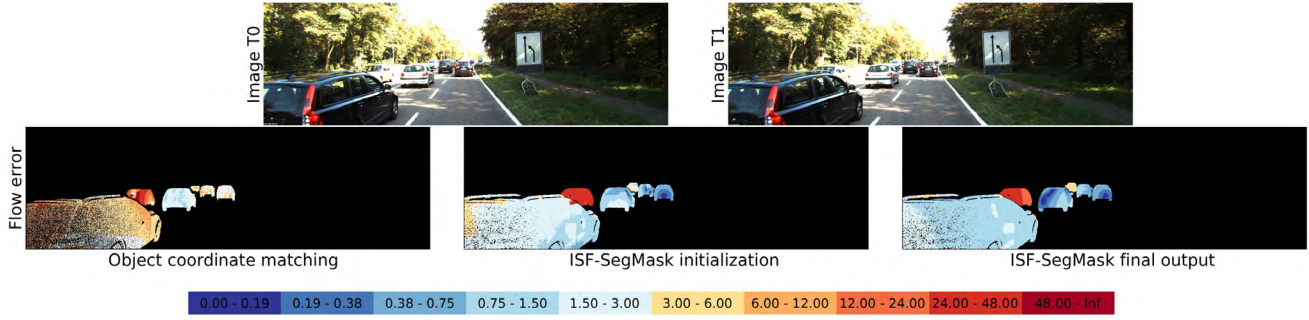 Image T0
Image T1
Flow error
Object coordinate matching
ISF-SegMask initialization
ISF-SegMask final output
0.00 - 0.19
0.19 - 0.38
0.38 - 0.75
0.75 - 1.50
1.50 - 3.00
3.00 - 6.00
6.00 - 12.00
12.00 - 24.00
24.00 - 48.00
48.00 - Inf